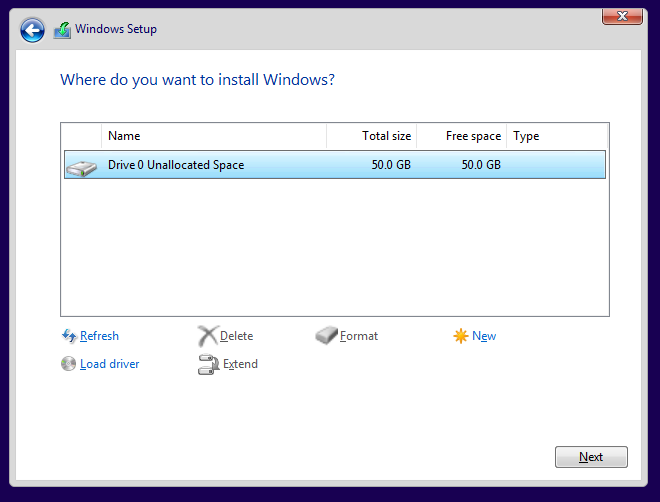 Windows Setup
Where do you want to install Windows?
Name Total size Free space Type
Drive 0 Unallocated Space 50.0 GB 50.0 GB
Refresh Delete Format New
Load driver Extend
Next